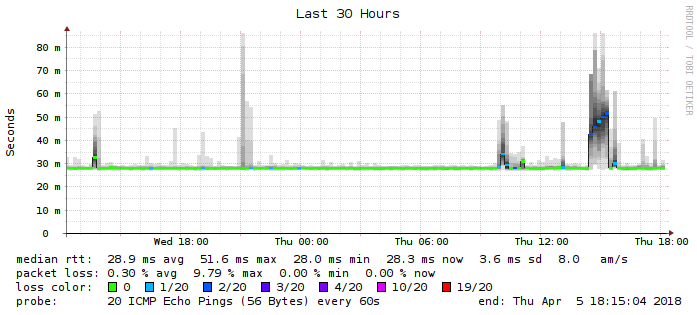 Last 30 Hours
RRDTOOL / TOBI OETIKER
Seconds
80 m
70 m
60 m
50 m
40 m
30 m
20 m
10 m
0
Wed 18:00 Thu 00:00 Thu 06:00 Thu 12:00 Thu 18:00
median rtt: 28.9 ms avg 51.6 ms max 28.0 ms min 28.3 ms now 3.6 ms sd 8.0 am/s
packet loss: 0.30 % avg 9.79 % max 0.00 % min 0.00 % now
loss color: 0 1/20 2/20 3/20 4/20 10/20 19/20
probe: 20 ICMP Echo Pings (56 Bytes) every 60s end: Thu Apr 5 18:15:04 2018